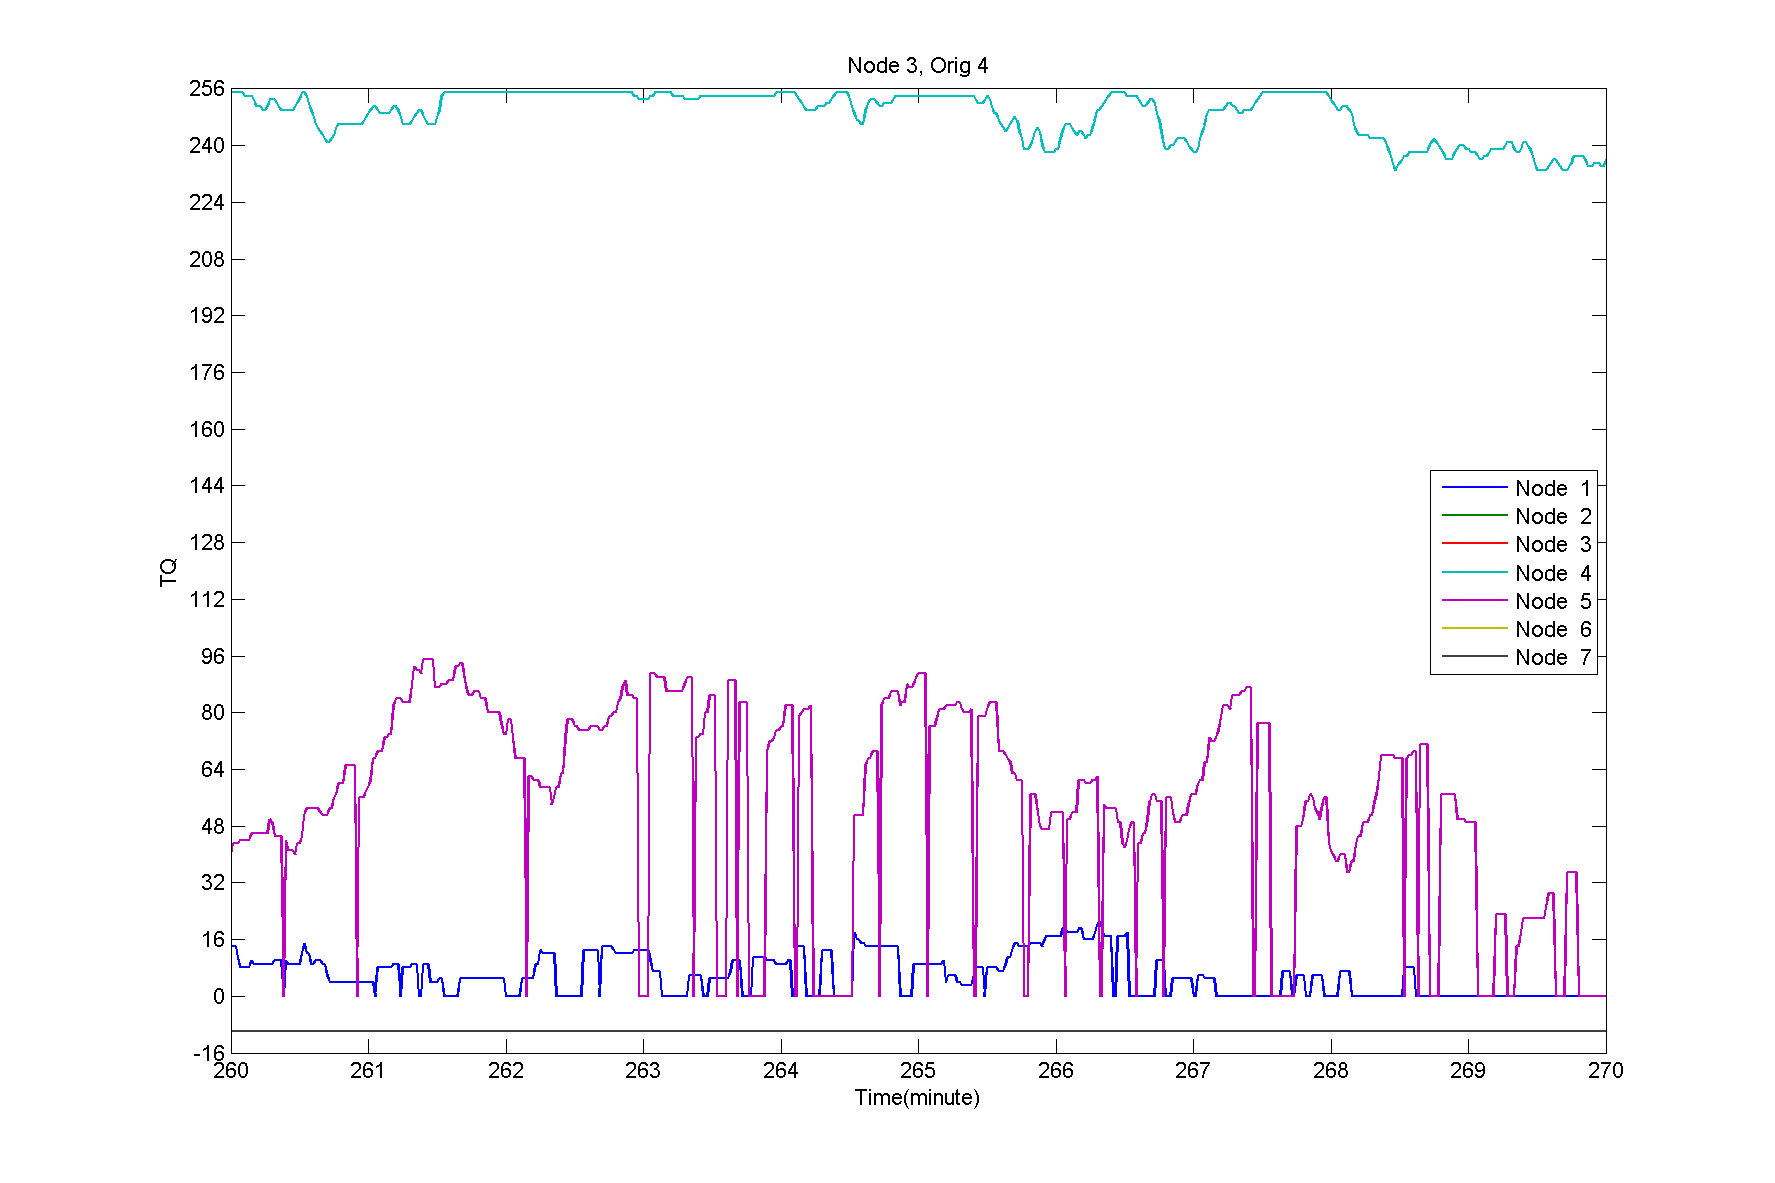 Node 3, Orig 4
256
240
224
208
192
176
160
144
128
112
96
80
64
48
32
16
0
-16
TQ
Node 1
Node 2
Node 3
Node 4
Node 5
Node 6
Node 7
260 261 262 263 264 265 266 267 268 269 270
Time(minute)